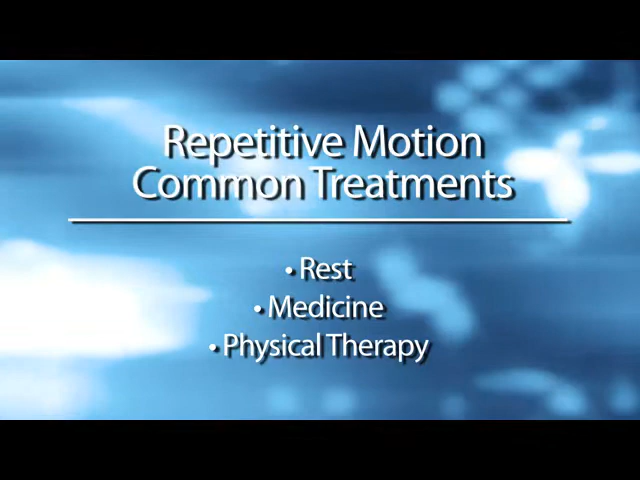 Repetitive Motion
Common Treatments
• Rest
• Medicine
• Physical Therapy